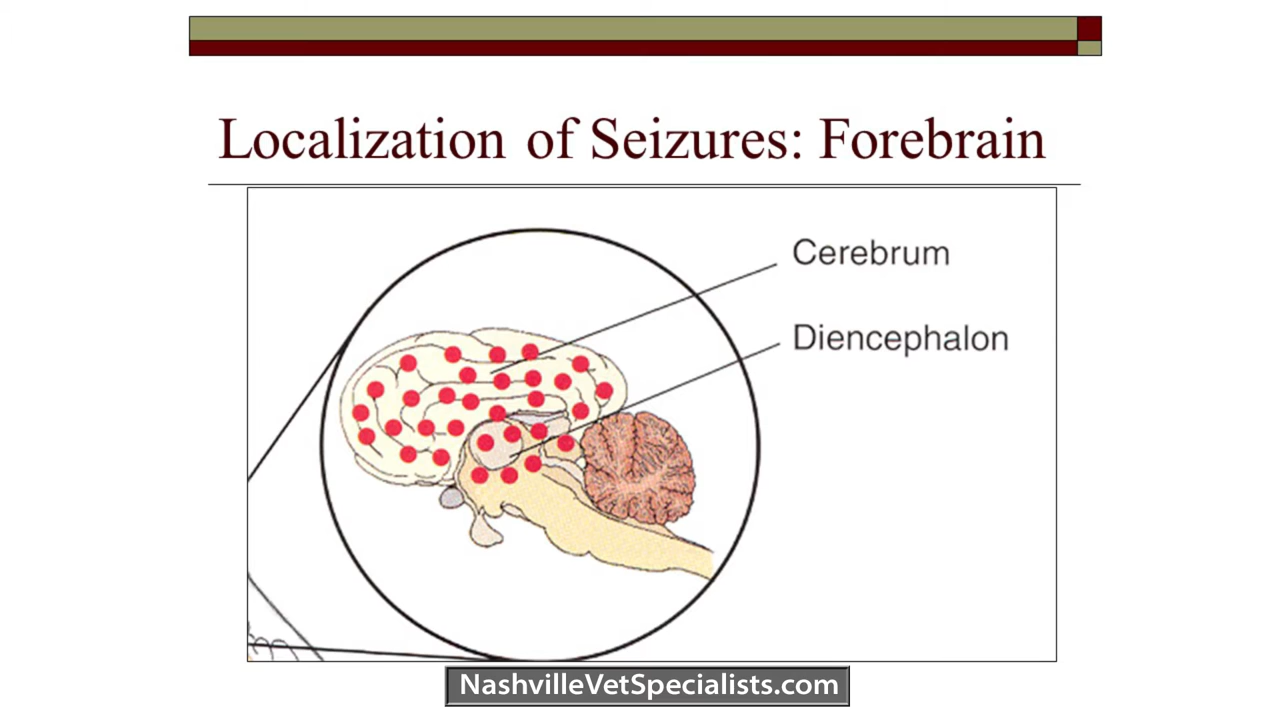 Localization of Seizures: Forebrain
Cerebrum
Diencephalon
NashvilleVetSpecialists.com